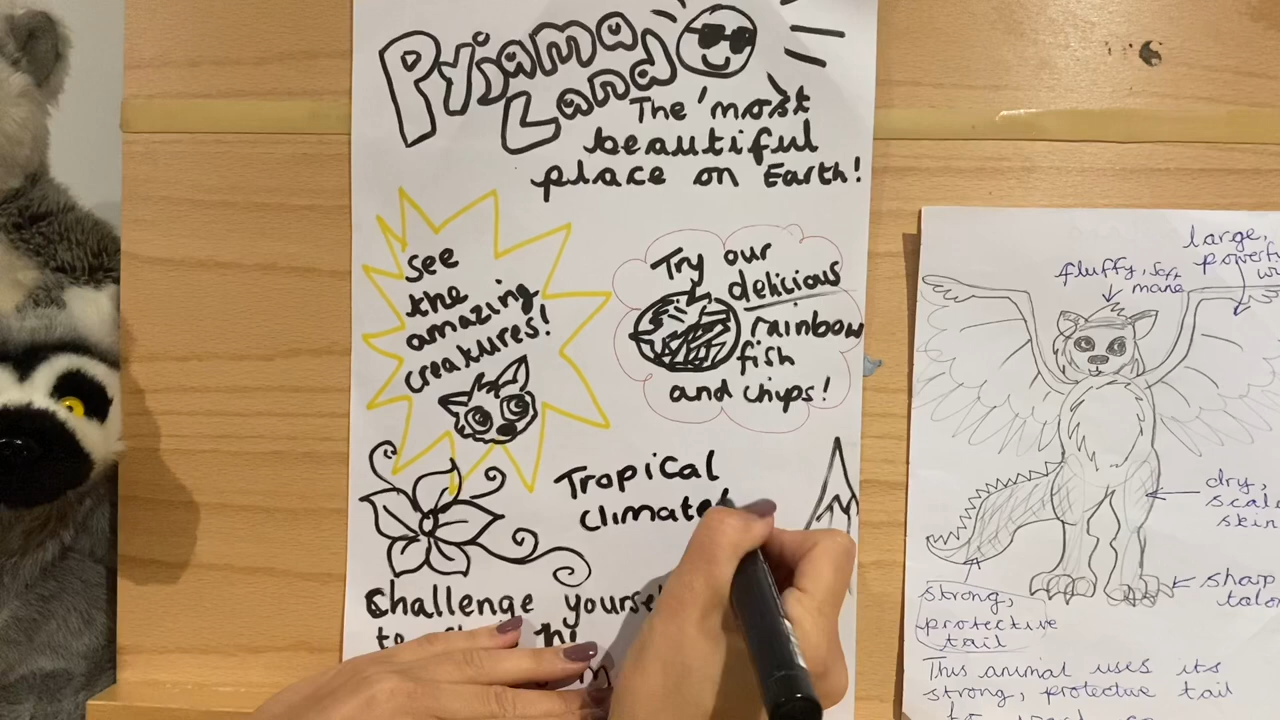 Pyjama
Land
The most
beautiful
place on Earth!
See
the
amazing
creatures!
Try our
delicious
rainbow
fish
and chips!
Tropical
climate
Challenge
to
large,
fluffy, soft
mane
dry,
skin
sharp
strong,
protective
tail
This animal uses its
strong, protective tail
to